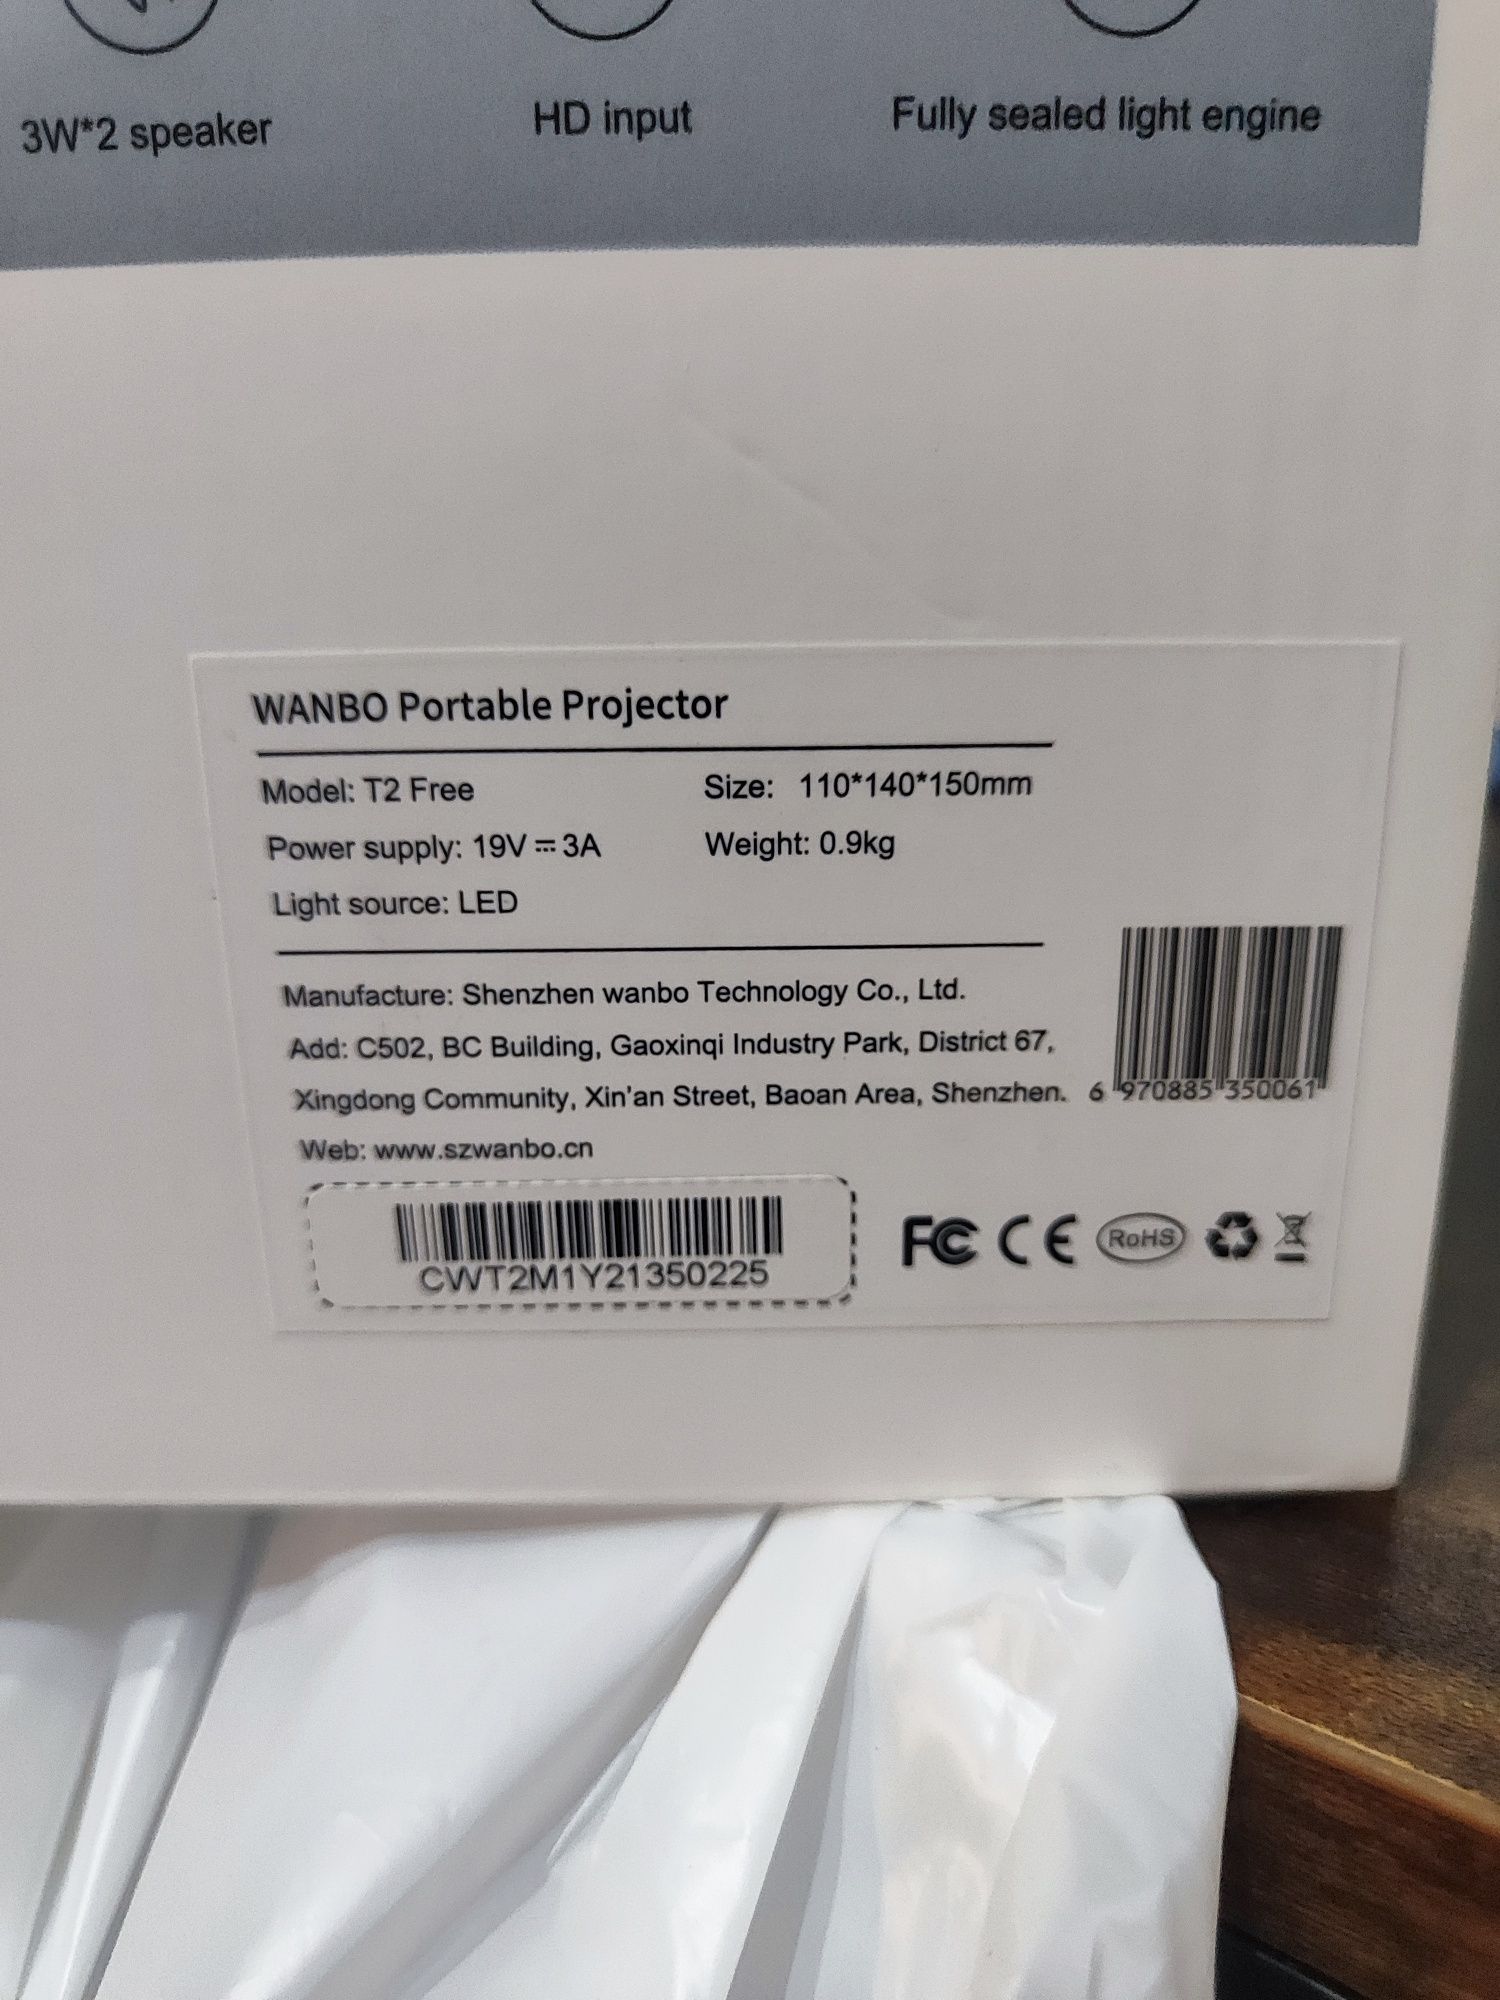 3W*2 speaker
HD input
Fully sealed light engine
WANBO Portable Projector
Model: T2 Free
Size: 110*140*150mm
Power supply: 19V⎓3A
Weight: 0.9kg
Light source: LED
Manufacture: Shenzhen wanbo Technology Co., Ltd.
Add: C502, BC Building, Gaoxinqi Industry Park, District 67,
Xingdong Community, Xin'an Street, Baoan Area, Shenzhen.
6 970885 350061
Web: www.szwanbo.cn
CWT2M1Y21350225
FC CE RoHS